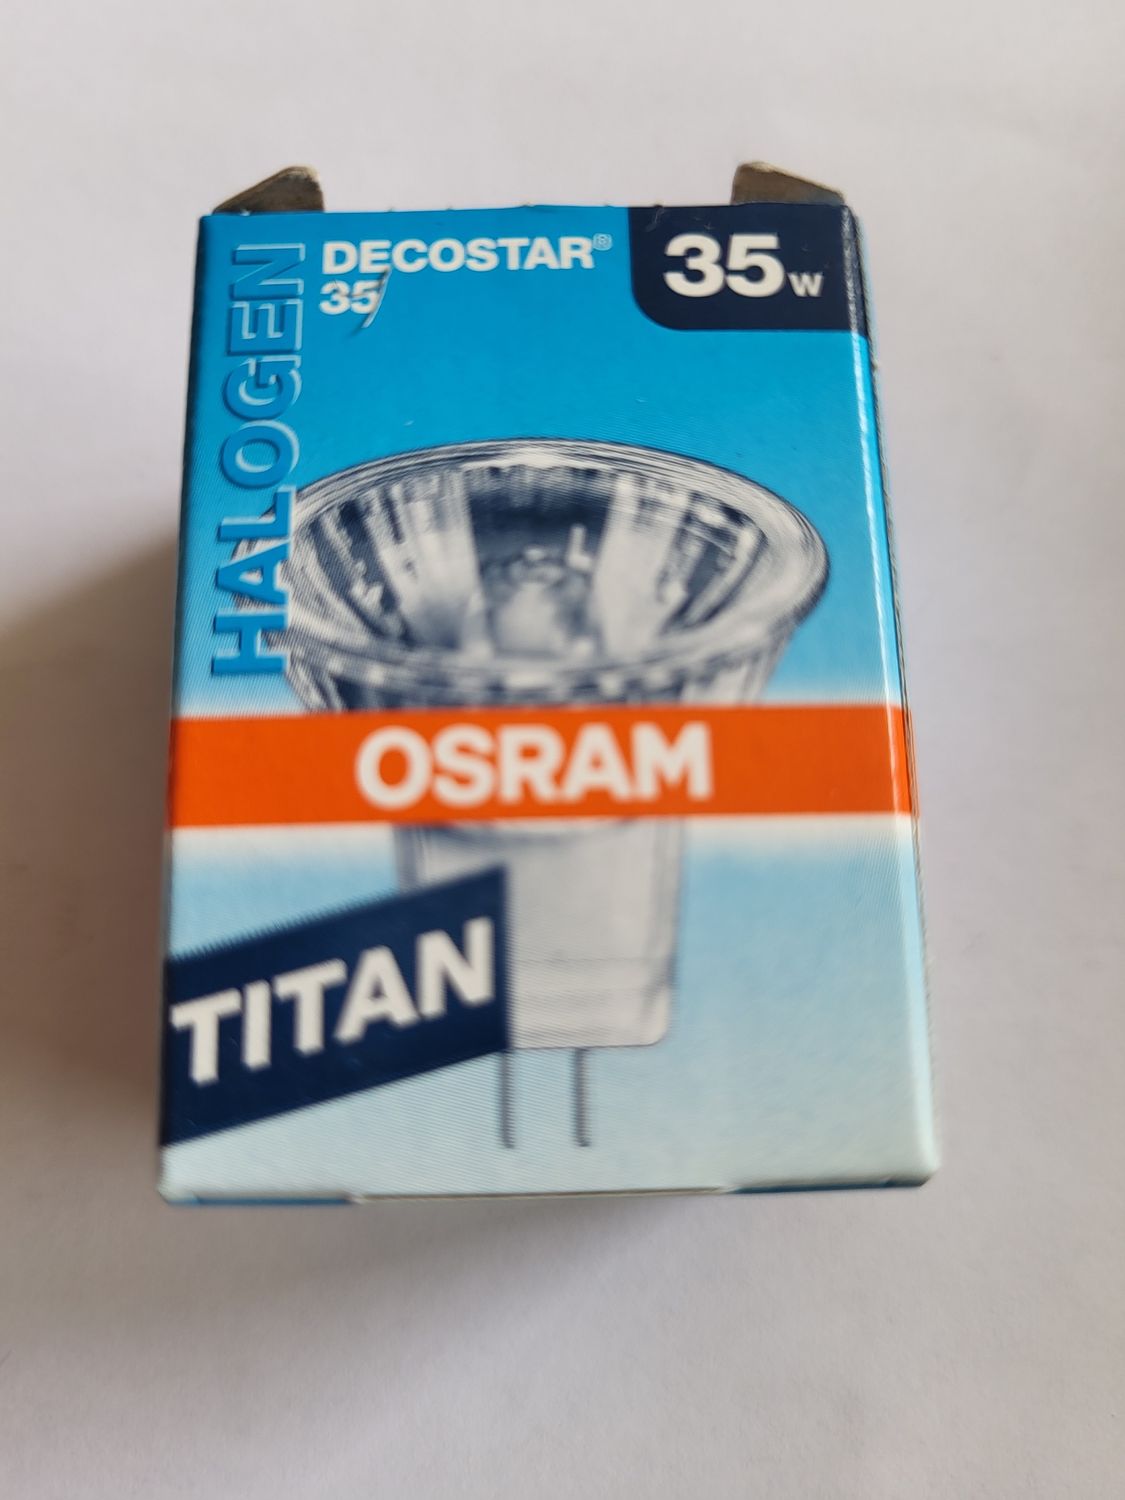 HALOGEN
DECOSTAR®
35
35W
OSRAM
TITAN